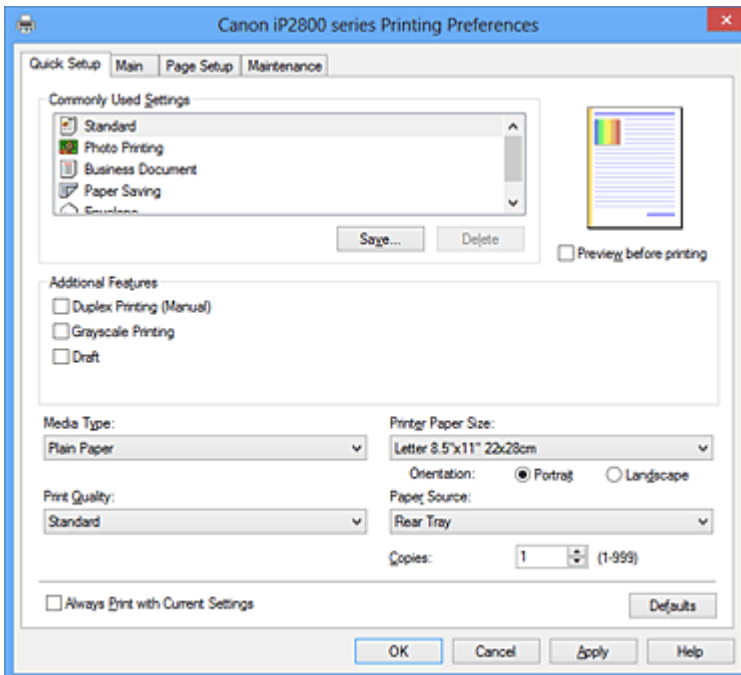 Canon iP2800 series Printing Preferences
Quick Setup Main Page Setup Maintenance
Commonly Used Settings
Standard
Photo Printing
Business Document
Paper Saving
Envelope
Save... Delete
Preview before printing
Additional Features
Duplex Printing (Manual)
Grayscale Printing
Draft
Media Type: Printer Paper Size:
Plain Paper Letter 8.5"x11" 22x28cm
Orientation: Portrait Landscape
Print Quality: Paper Source:
Standard Rear Tray
Copies: 1 (1-999)
Always Print with Current Settings Defaults
OK Cancel Apply Help